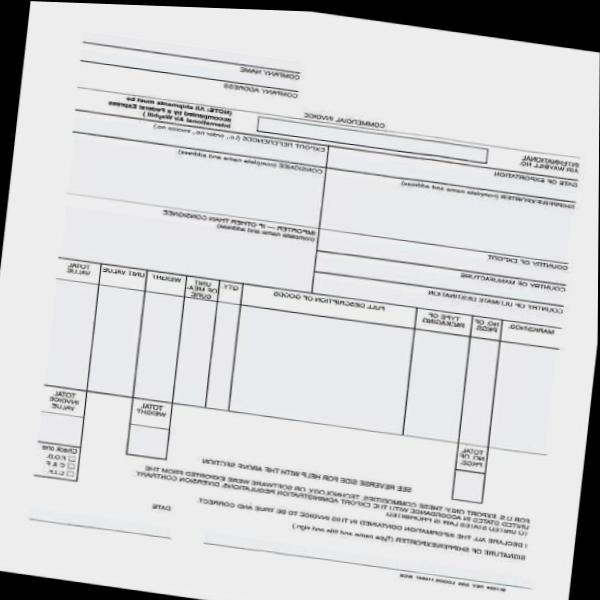 COMPANY NAME
COMPANY ADDRESS
COMMERCIAL INVOICE
INTERNATIONAL
AIR WAYBILL NO.
(NOTE: All shipments must be
accompanied by a Federal Express
International Air Waybill.)
DATE OF EXPORTATION
EXPORT REFERENCES (i.e., order no., invoice no.)
SHIPPER/EXPORTER (complete name and address)
CONSIGNEE (complete name and address)
COUNTRY OF EXPORT
IMPORTER — IF OTHER THAN CONSIGNEE
(complete name and address)
COUNTRY OF MANUFACTURE
COUNTRY OF ULTIMATE DESTINATION
MARKS/NOS.
NO. OF
PKGS.
TYPE OF
PACKAGING
FULL DESCRIPTION OF GOODS
QTY.
UNIT
OF MEA-
SURE
WEIGHT
UNIT VALUE
TOTAL
VALUE
TOTAL
NO. OF
PKGS.
TOTAL
WEIGHT
TOTAL
INVOICE
VALUE
Check one
☐ F.O.B.
☐ C & F
☐ C.I.F.
SEE REVERSE SIDE FOR HELP WITH THE ABOVE SECTION
FOR U.S. EXPORT ONLY: THESE COMMODITIES, TECHNOLOGY, OR SOFTWARE WERE EXPORTED FROM THE
UNITED STATES IN ACCORDANCE WITH THE EXPORT ADMINISTRATION REGULATIONS. DIVERSION CONTRARY
TO UNITED STATES LAW IS PROHIBITED.
I DECLARE ALL THE INFORMATION CONTAINED IN THIS INVOICE TO BE TRUE AND CORRECT.
SIGNATURE OF SHIPPER/EXPORTER (Type name and title and sign.)
DATE